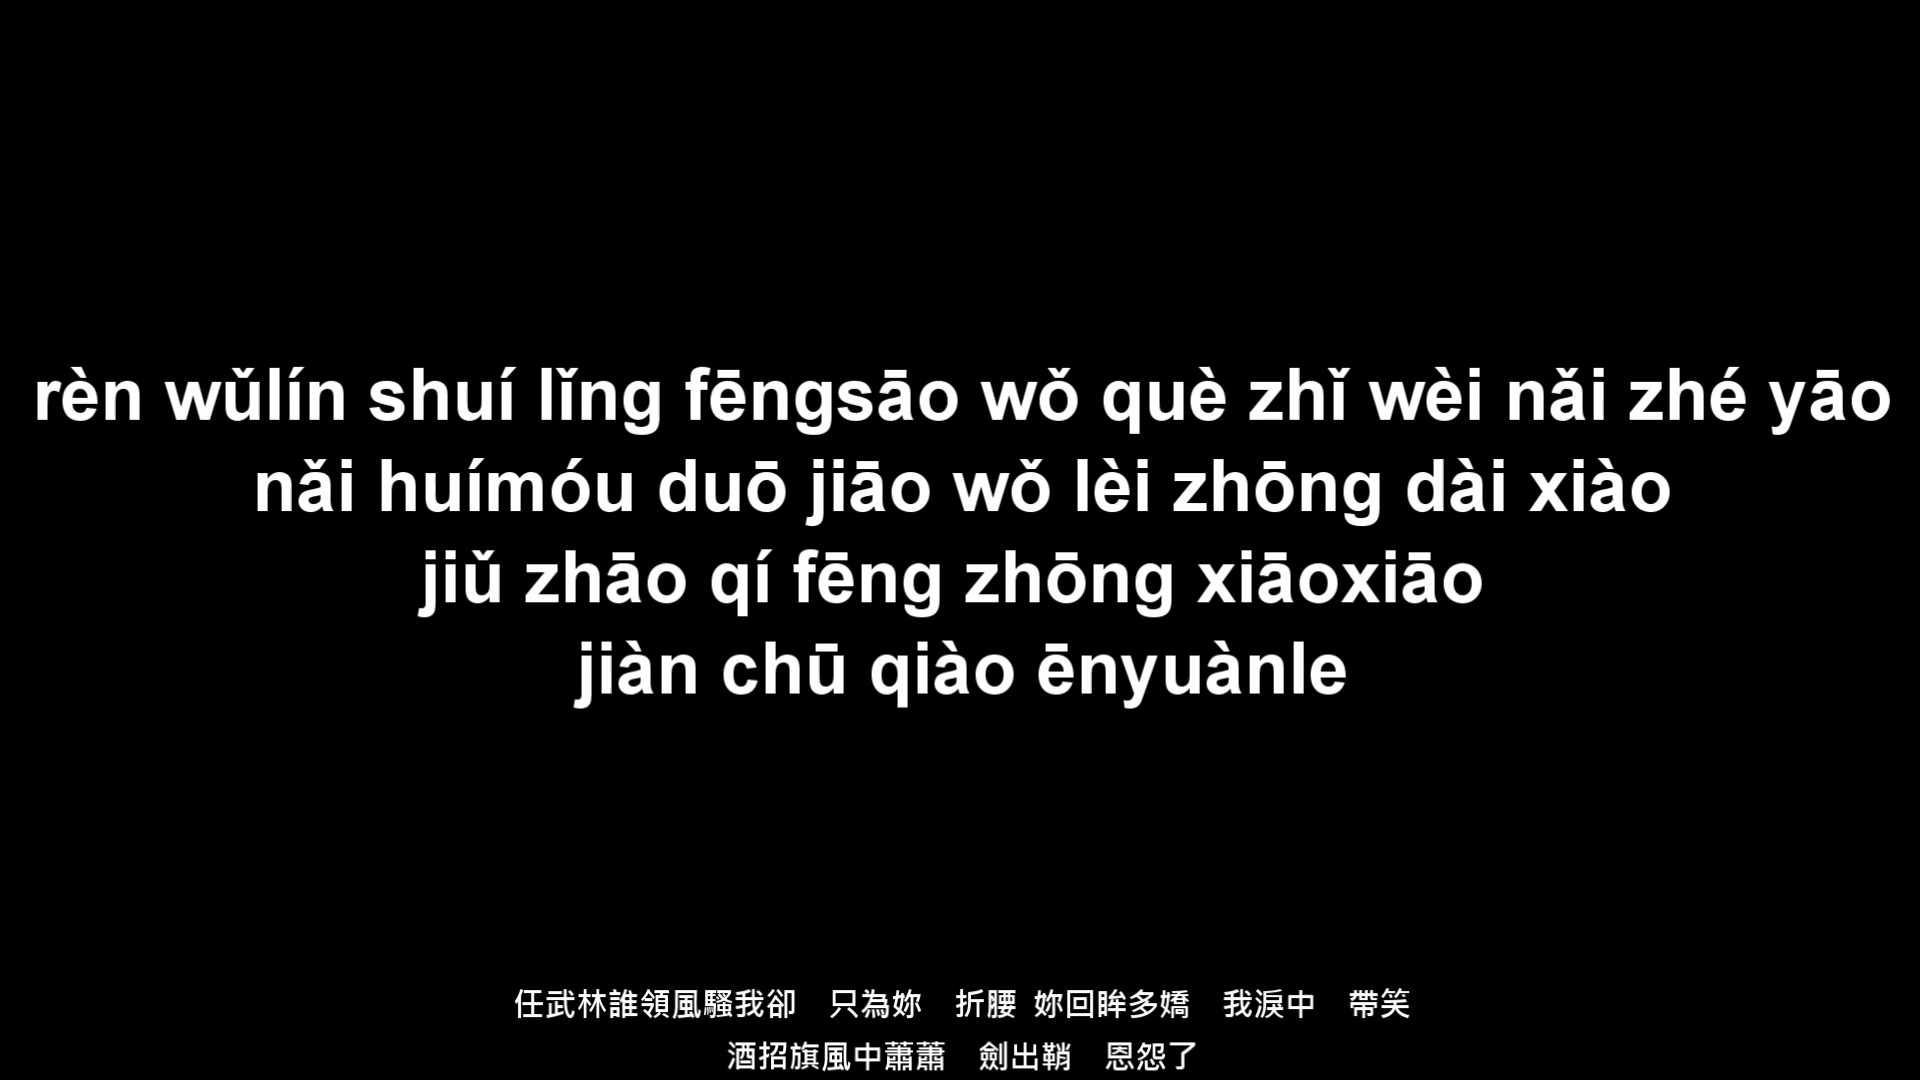 rèn wǔlín shuí lǐng fēngsāo wǒ què zhǐ wèi nǎi zhé yāo
nǎi huímóu duō jiāo wǒ lèi zhōng dài xiào
jiǔ zhāo qí fēng zhōng xiāoxiāo
jiàn chū qiào ēnyuànle
任武林誰領風騷我卻　只為妳　折腰 妳回眸多嬌　我淚中　帶笑
酒招旗風中蕭蕭　劍出鞘　恩怨了